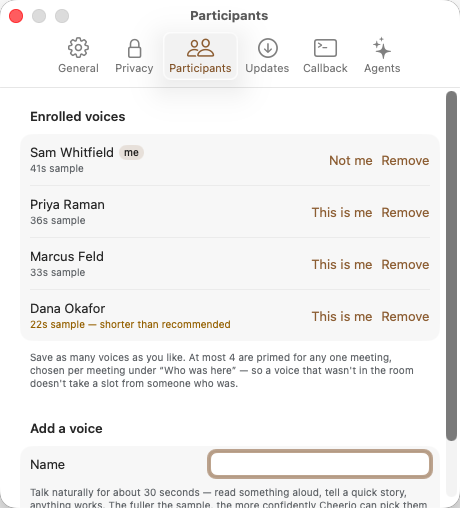 Participants
General Privacy Participants Updates Callback Agents
Enrolled voices
Sam Whitfield me
41s sample
Not me Remove
Priya Raman
36s sample
This is me Remove
Marcus Feld
33s sample
This is me Remove
Dana Okafor
22s sample — shorter than recommended
This is me Remove
Save as many voices as you like. At most 4 are primed for any one meeting,
chosen per meeting under “Who was here” — so a voice that wasn't in the room
doesn't take a slot from someone who was.
Add a voice
Name
Talk naturally for about 30 seconds — read something aloud, tell a quick story,
anything works. The fuller the sample, the more confidently Cheerio can pick them